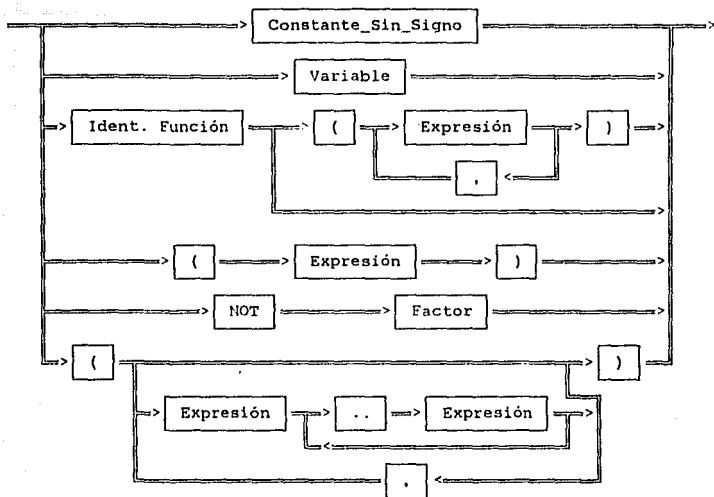 Constante_Sin_Signo
Variable
Ident. Función ( Expresión )
,
( Expresión )
NOT Factor
( )
Expresión .. Expresión
,